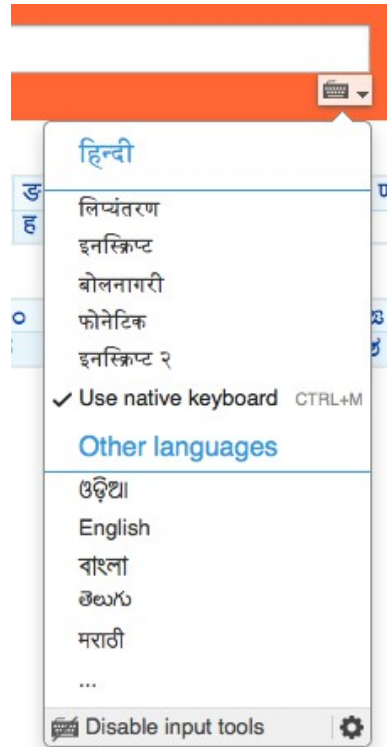 हिन्दी
ङ
ह
लिप्यंतरण
इनस्क्रिप्ट
बोलनागरी
फोनेटिक
इनस्क्रिप्ट २
✓ Use native keyboard CTRL+M
Other languages
ଓଡ଼ିଆ
English
বাংলা
తెలుగు
मराठी
...
Disable input tools